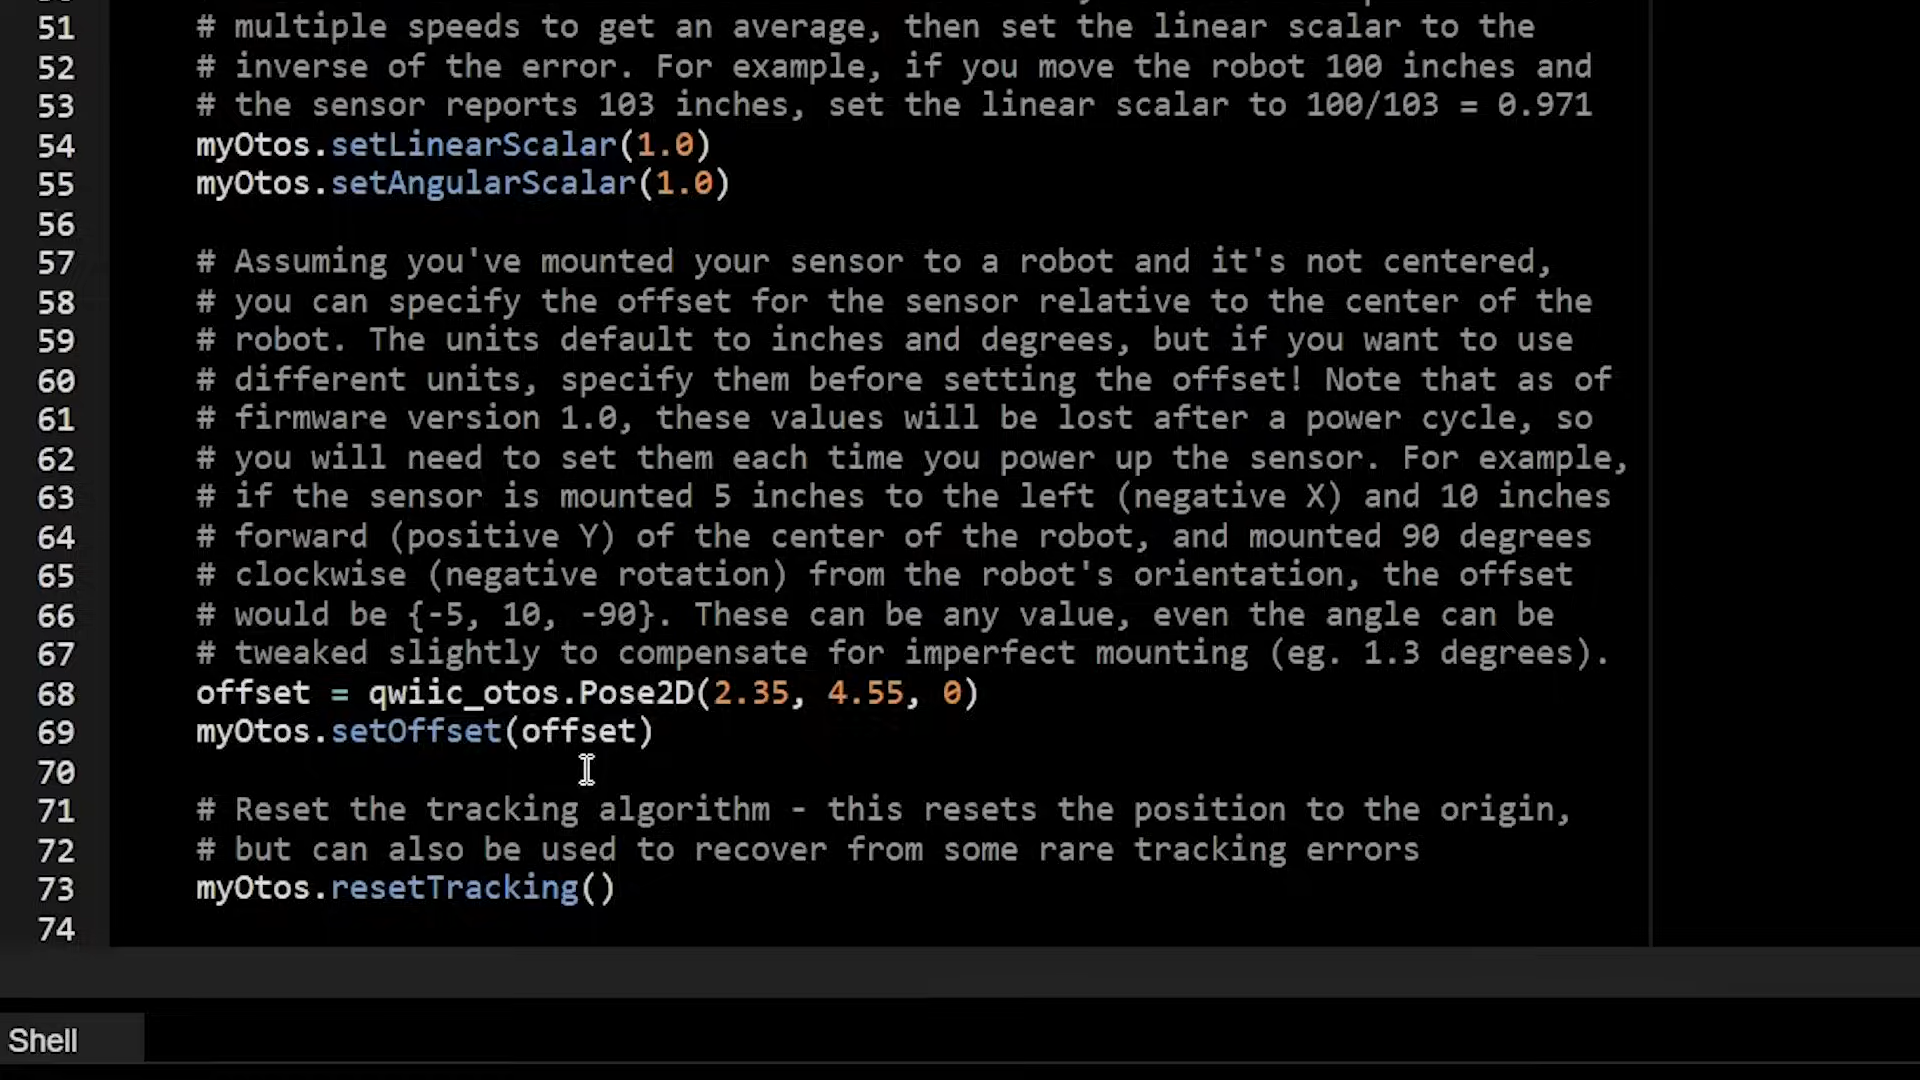 51 # multiple speeds to get an average, then set the linear scalar to the
52 # inverse of the error. For example, if you move the robot 100 inches and
53 # the sensor reports 103 inches, set the linear scalar to 100/103 = 0.971
54 myOtos.setLinearScalar(1.0)
55 myOtos.setAngularScalar(1.0)
56
57 # Assuming you've mounted your sensor to a robot and it's not centered,
58 # you can specify the offset for the sensor relative to the center of the
59 # robot. The units default to inches and degrees, but if you want to use
60 # different units, specify them before setting the offset! Note that as of
61 # firmware version 1.0, these values will be lost after a power cycle, so
62 # you will need to set them each time you power up the sensor. For example,
63 # if the sensor is mounted 5 inches to the left (negative X) and 10 inches
64 # forward (positive Y) of the center of the robot, and mounted 90 degrees
65 # clockwise (negative rotation) from the robot's orientation, the offset
66 # would be {-5, 10, -90}. These can be any value, even the angle can be
67 # tweaked slightly to compensate for imperfect mounting (eg. 1.3 degrees).
68 offset = qwiic_otos.Pose2D(2.35, 4.55, 0)
69 myOtos.setOffset(offset)
70
71 # Reset the tracking algorithm - this resets the position to the origin,
72 # but can also be used to recover from some rare tracking errors
73 myOtos.resetTracking()
74
Shell